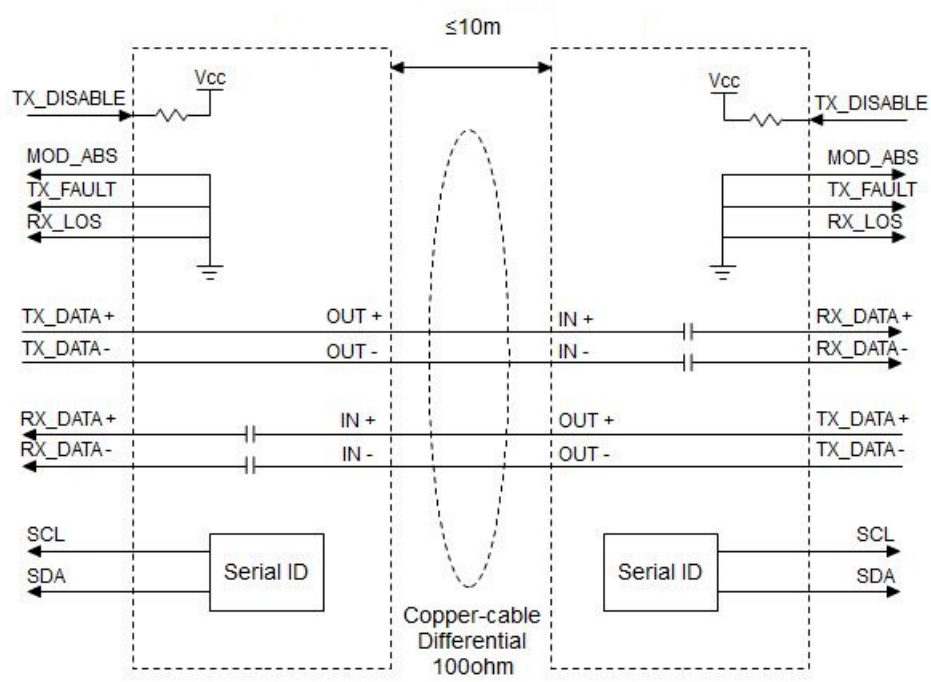 ≤10m
Vcc
Vcc
TX_DISABLE
TX_DISABLE
MOD_ABS
MOD_ABS
TX_FAULT
TX_FAULT
RX_LOS
RX_LOS
TX_DATA+
OUT +
IN +
RX_DATA+
TX_DATA-
OUT -
IN -
RX_DATA-
RX_DATA+
IN +
OUT +
TX_DATA+
RX_DATA-
IN -
OUT -
TX_DATA-
SCL
SCL
Serial ID
Serial ID
SDA
SDA
Copper-cable
Differential
100ohm